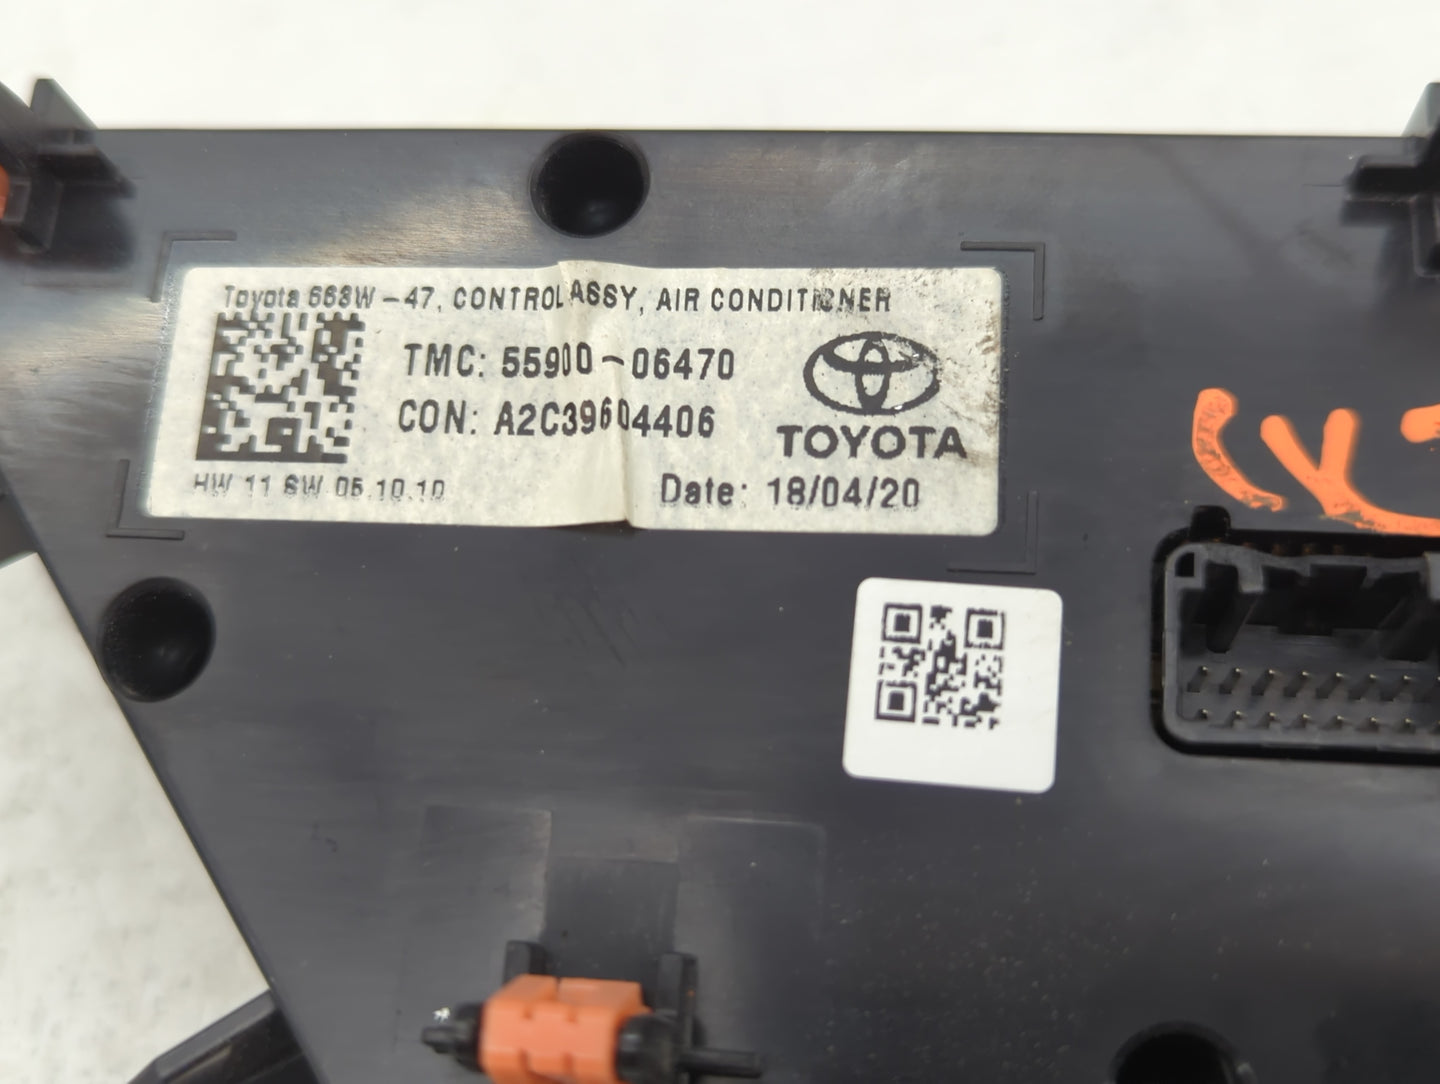 Toyota 668W-47, CONTROL ASSY, AIR CONDITIONER
TMC: 55900-06470
CON: A2C39604406
TOYOTA
HW 11 SW 05.10.10
Date: 18/04/20